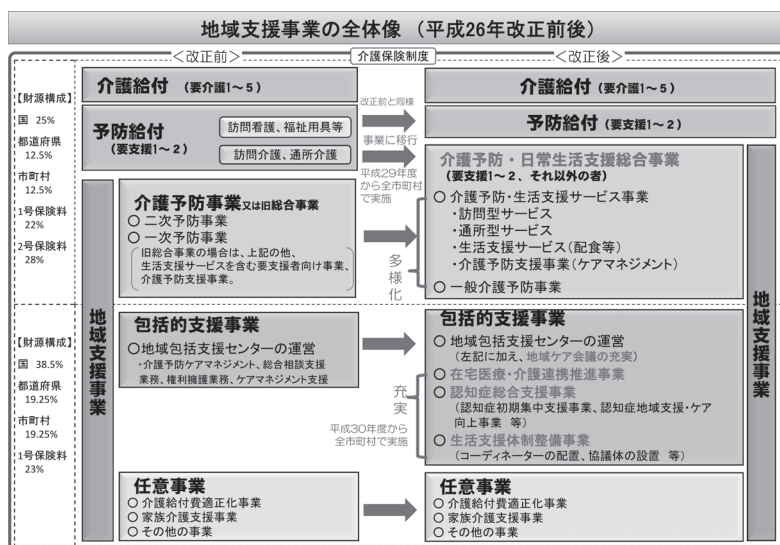 地域支援事業の全体像 （平成26年改正前後）
＜改正前＞
介護保険制度
＜改正後＞
【財源構成】
国 25%
都道府県
12.5%
市町村
12.5%
1号保険料
22%
2号保険料
28%
【財源構成】
国 38.5%
都道府県
19.25%
市町村
19.25%
1号保険料
23%
介護給付 （要介護1～5）
予防給付
（要支援1～2）
訪問看護、福祉用具等
訪問介護、通所介護
地域支援事業
介護予防事業又は旧総合事業
○ 二次予防事業
○ 一次予防事業
旧総合事業の場合は、上記の他、
生活支援サービスを含む要支援者向け事業、
介護予防支援事業。
包括的支援事業
○地域包括支援センターの運営
・介護予防ケアマネジメント、総合相談支援
業務、権利擁護業務、ケアマネジメント支援
任意事業
○ 介護給付費適正化事業
○ 家族介護支援事業
○ その他の事業
改正前と同様
事業に移行
平成29年度
から全市町村
で実施
多様化
充実
平成30年度から
全市町村で実施
介護給付 （要介護1～5）
予防給付 （要支援1～2）
介護予防・日常生活支援総合事業
（要支援1～2、それ以外の者）
○ 介護予防・生活支援サービス事業
・訪問型サービス
・通所型サービス
・生活支援サービス（配食等）
・介護予防支援事業（ケアマネジメント）
○ 一般介護予防事業
包括的支援事業
○ 地域包括支援センターの運営
（左記に加え、地域ケア会議の充実）
○ 在宅医療・介護連携推進事業
○ 認知症総合支援事業
（認知症初期集中支援事業、認知症地域支援・ケア
向上事業 等）
○ 生活支援体制整備事業
（コーディネーターの配置、協議体の設置 等）
任意事業
○ 介護給付費適正化事業
○ 家族介護支援事業
○ その他の事業
地域支援事業